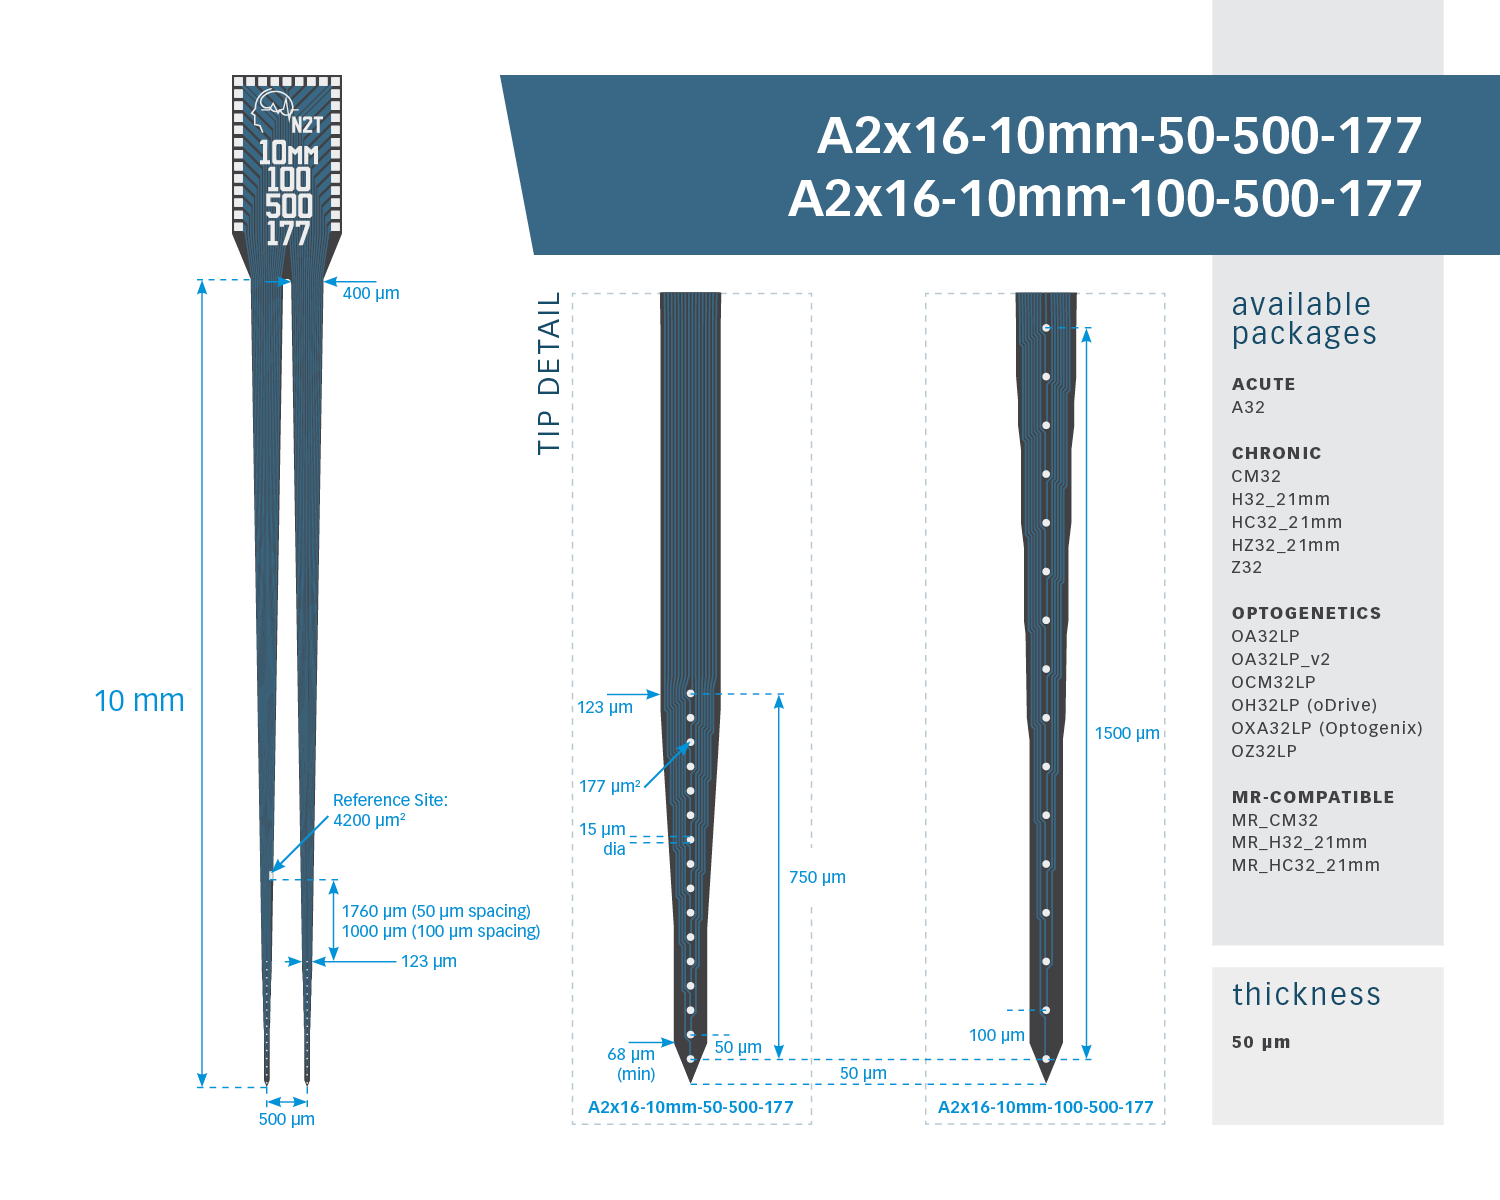 N2T
10MM
100
500
177
A2x16-10mm-50-500-177
A2x16-10mm-100-500-177
400 µm
10 mm
Reference Site:
4200 µm²
1760 µm (50 µm spacing)
1000 µm (100 µm spacing)
123 µm
500 µm
TIP DETAIL
123 µm
177 µm²
15 µm
dia
750 µm
68 µm
(min)
50 µm
50 µm
A2x16-10mm-50-500-177
1500 µm
100 µm
A2x16-10mm-100-500-177
available
packages
ACUTE
A32
CHRONIC
CM32
H32_21mm
HC32_21mm
HZ32_21mm
Z32
OPTOGENETICS
OA32LP
OA32LP_v2
OCM32LP
OH32LP (oDrive)
OXA32LP (Optogenix)
OZ32LP
MR-COMPATIBLE
MR_CM32
MR_H32_21mm
MR_HC32_21mm
thickness
50 µm